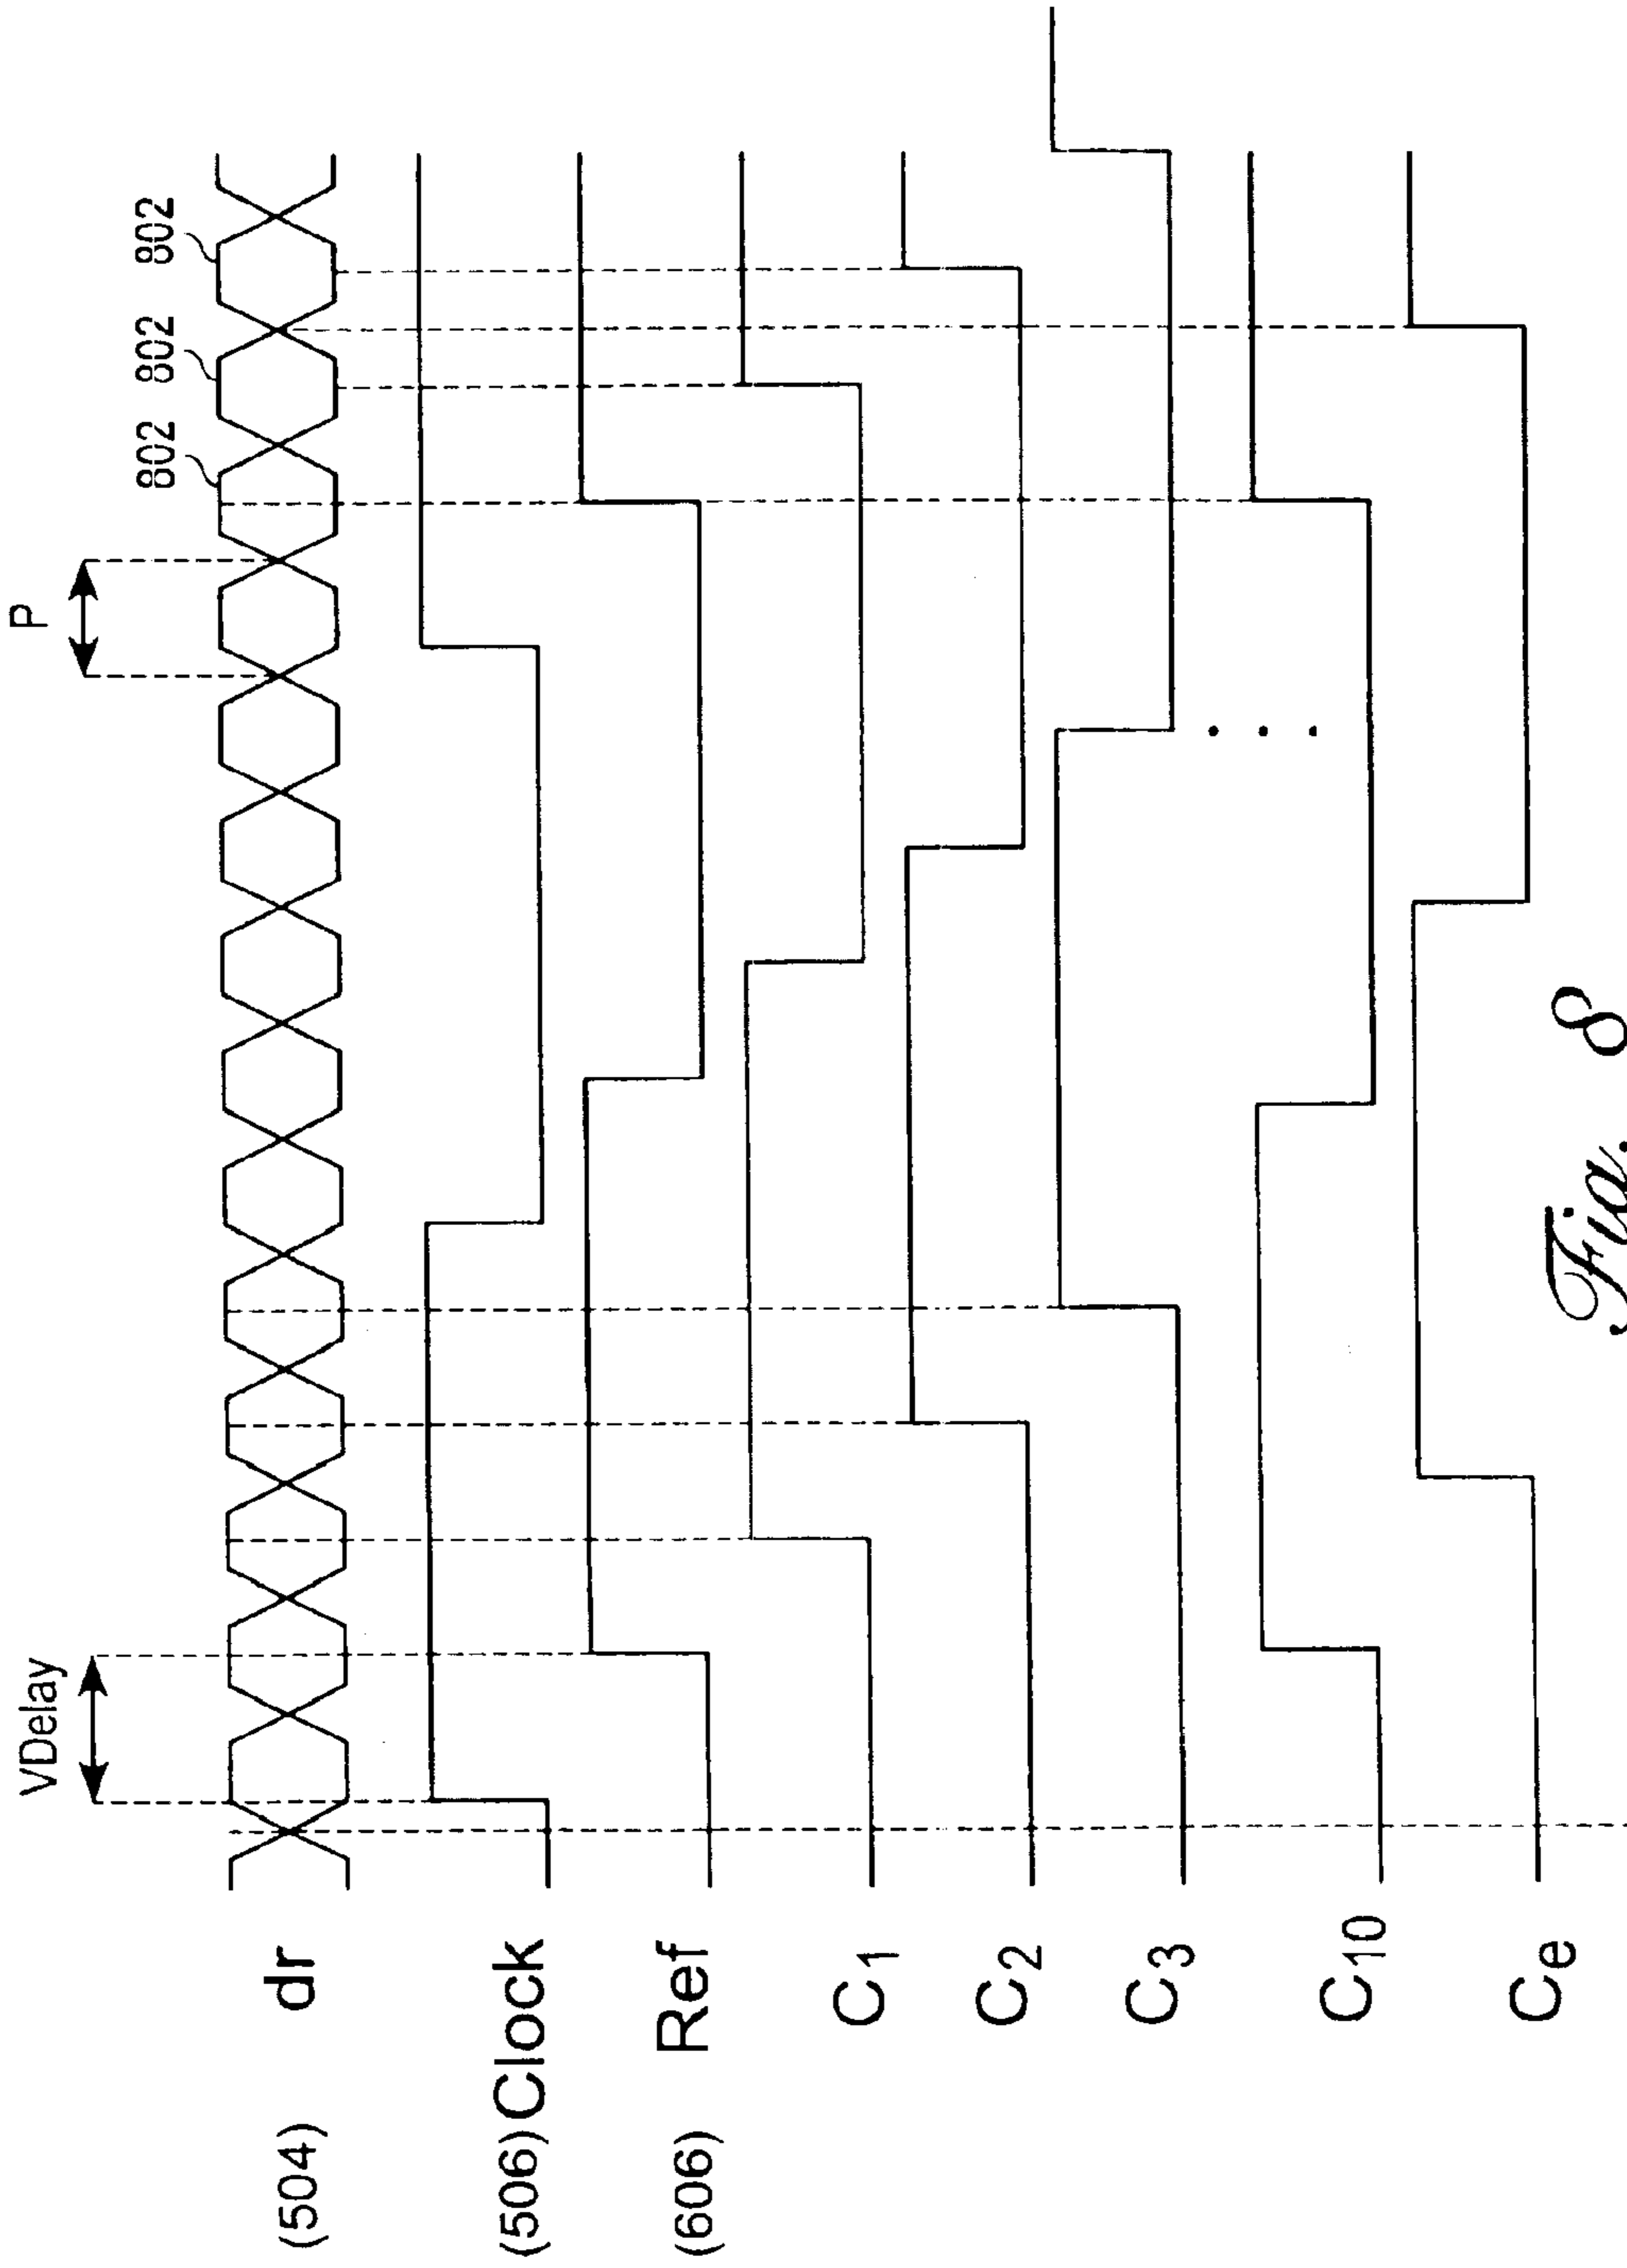 VDelay
P
802
802
802
(504) dr
(506) Clock
(606) Ref
C1
C2
C3
. . .
C10
Ce
Fig. 8